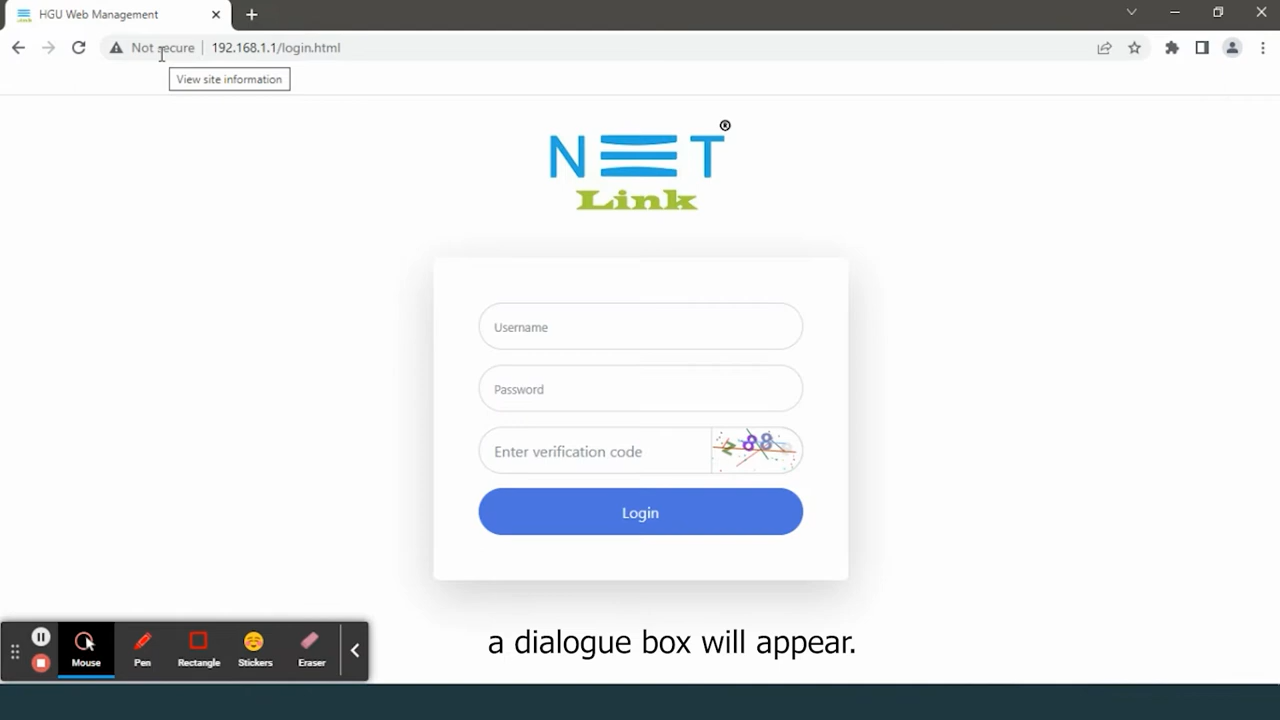 HGU Web Management
Not secure
192.168.1.1/login.html
View site information
NET ®
Link
Username
Password
Enter verification code
Login
a dialogue box will appear.
Mouse
Pen
Rectangle
Stickers
Eraser